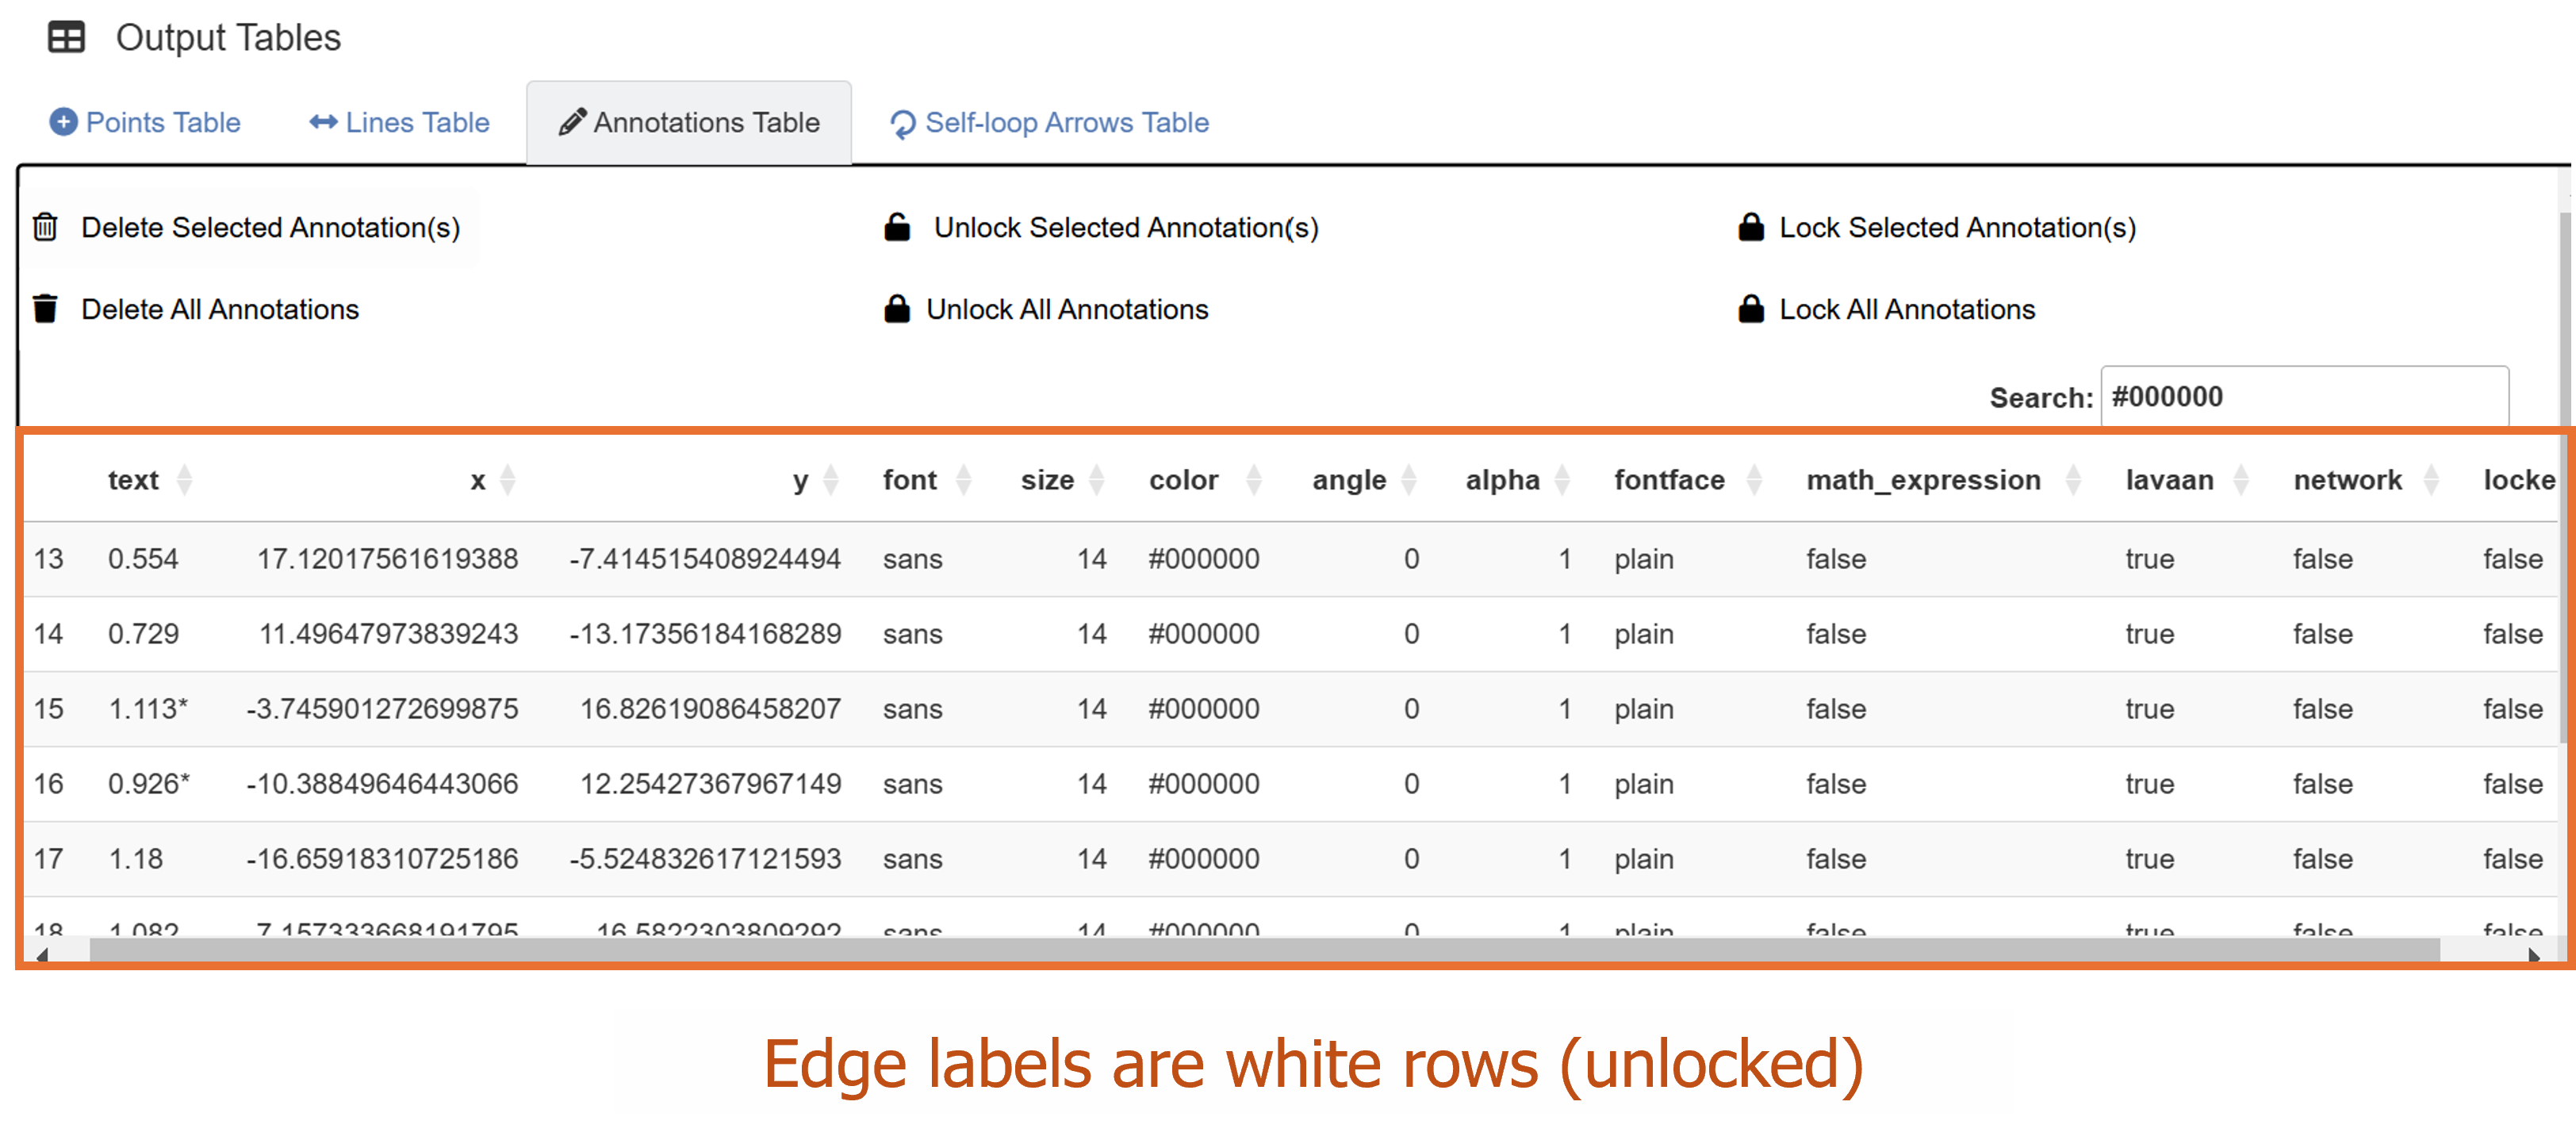 Output Tables
Points Table Lines Table Annotations Table Self-loop Arrows Table
Delete Selected Annotation(s) Unlock Selected Annotation(s) Lock Selected Annotation(s)
Delete All Annotations Unlock All Annotations Lock All Annotations
Search: #000000
text x y font size color angle alpha fontface math_expression lavaan network locke
13 0.554 17.12017561619388 -7.414515408924494 sans 14 #000000 0 1 plain false true false false
14 0.729 11.49647973839243 -13.17356184168289 sans 14 #000000 0 1 plain false true false false
15 1.113* -3.745901272699875 16.82619086458207 sans 14 #000000 0 1 plain false true false false
16 0.926* -10.38849646443066 12.25427367967149 sans 14 #000000 0 1 plain false true false false
17 1.18 -16.65918310725186 -5.524832617121593 sans 14 #000000 0 1 plain false true false false
18 1.082 7.157333668191795 16.5822303809292 sans 14 #000000 0 1 plain false true false false
Edge labels are white rows (unlocked)